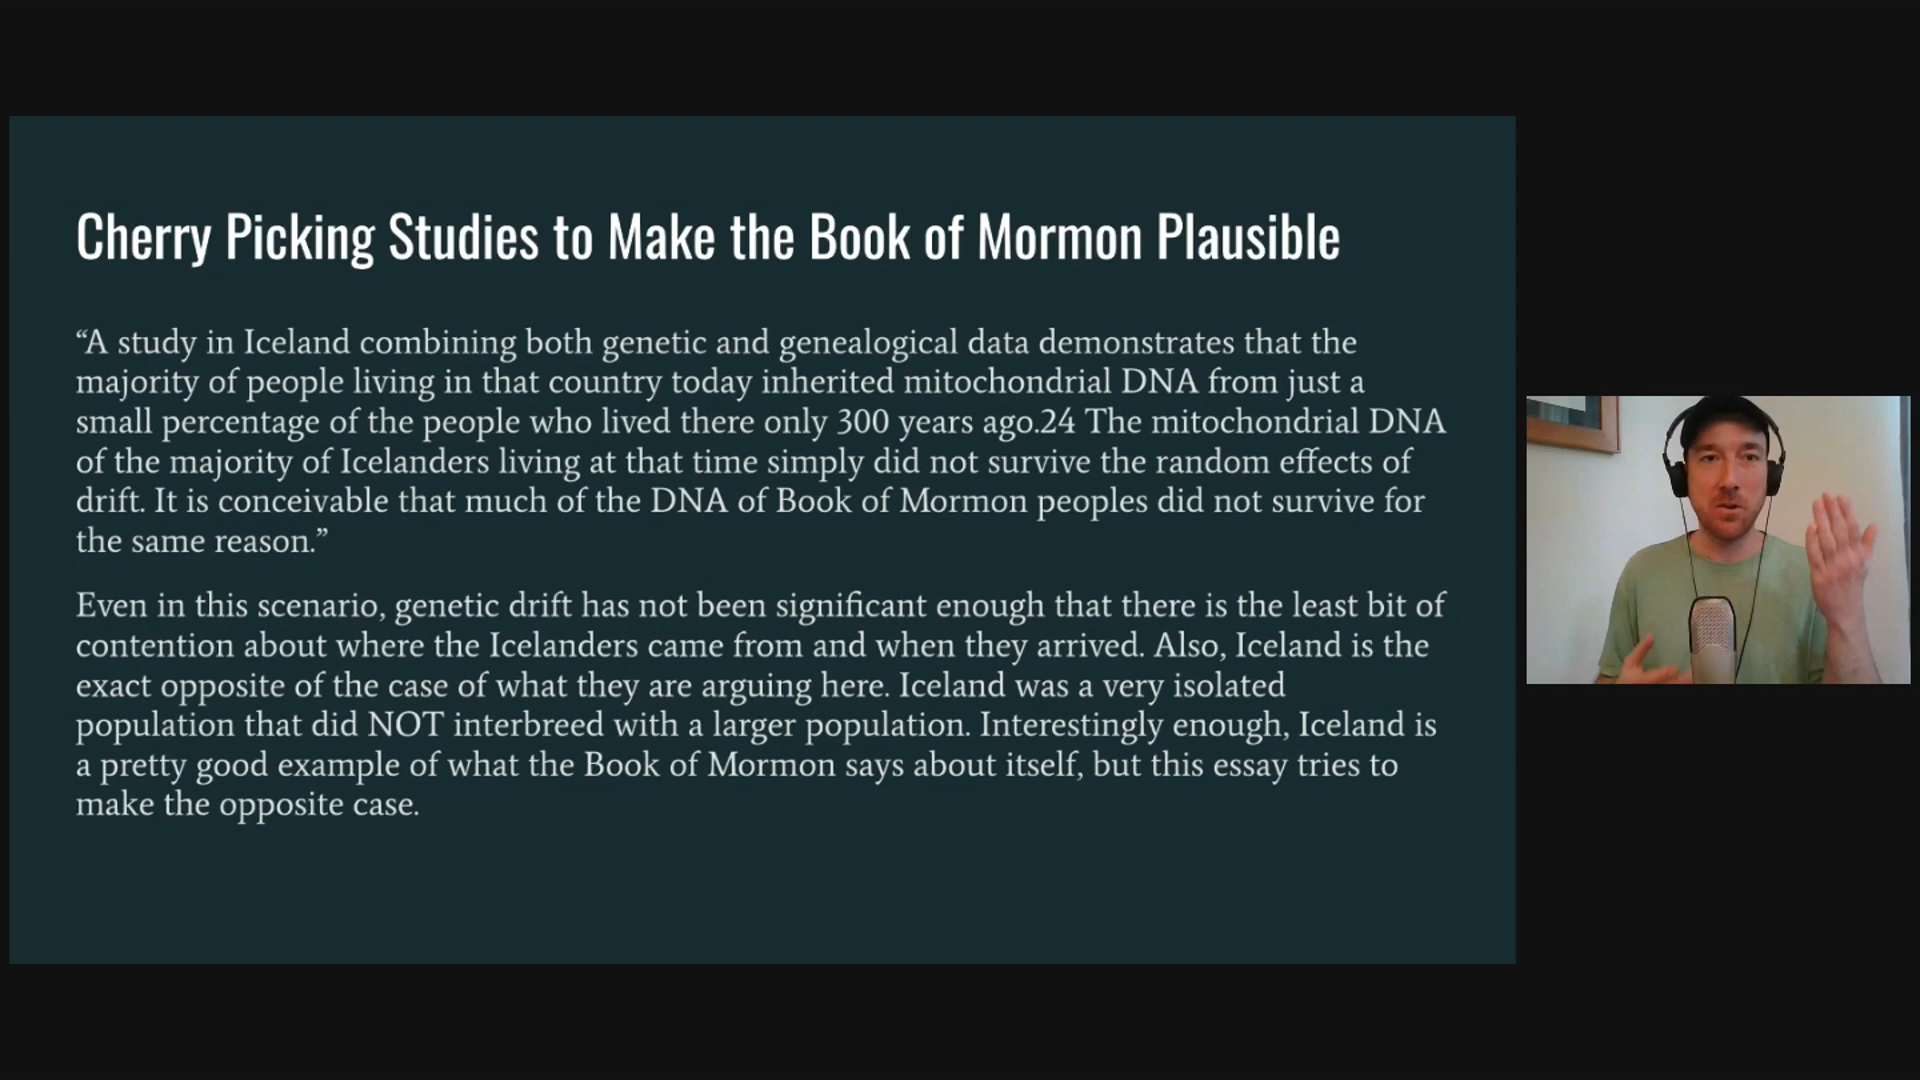 Cherry Picking Studies to Make the Book of Mormon Plausible
“A study in Iceland combining both genetic and genealogical data demonstrates that the
majority of people living in that country today inherited mitochondrial DNA from just a
small percentage of the people who lived there only 300 years ago.24 The mitochondrial DNA
of the majority of Icelanders living at that time simply did not survive the random effects of
drift. It is conceivable that much of the DNA of Book of Mormon peoples did not survive for
the same reason.”
Even in this scenario, genetic drift has not been significant enough that there is the least bit of
contention about where the Icelanders came from and when they arrived. Also, Iceland is the
exact opposite of the case of what they are arguing here. Iceland was a very isolated
population that did NOT interbreed with a larger population. Interestingly enough, Iceland is
a pretty good example of what the Book of Mormon says about itself, but this essay tries to
make the opposite case.